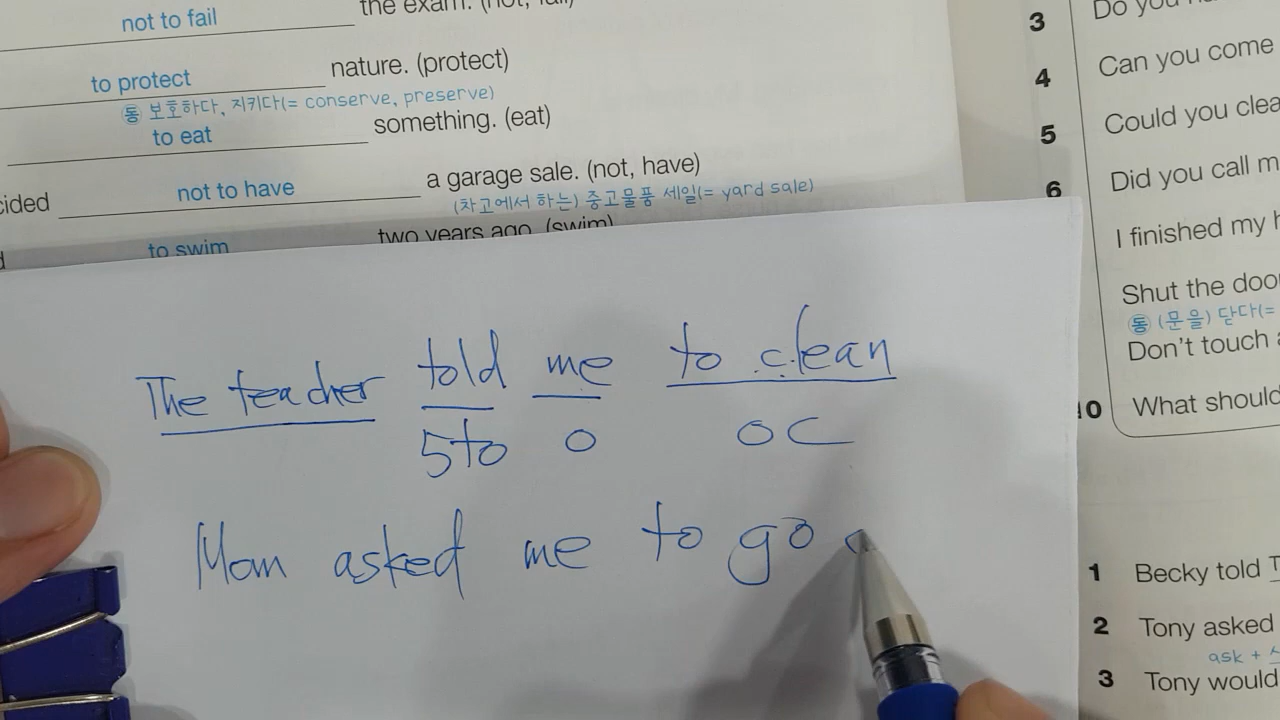 not to fail the exam. (not, fail)
to protect nature. (protect)
동 보호하다, 지키다(= conserve, preserve)
to eat something. (eat)
not to have a garage sale. (not, have)
(차고에서 하는) 중고물품 세일(= yard sale)
to swim two years ago. (swim)
The teacher told me to clean
5to O OC
Mom asked me to go
3 Do you
4 Can you come
5 Could you
6 Did you call
I finished my
Shut the
동 (문을) 닫다(=
Don't touch
10 What should
1 Becky told
2 Tony asked
ask +
3 Tony would